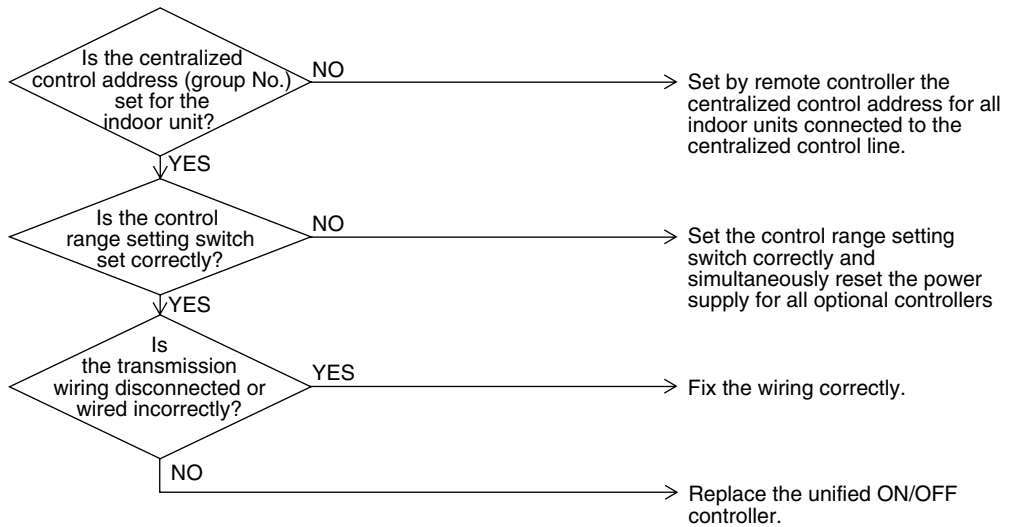 Is the centralized
control address (group No.)
set for the
indoor unit?
NO
Set by remote controller the
centralized control address for all
indoor units connected to the
centralized control line.
YES
Is the control
range setting switch
set correctly?
NO
Set the control range setting
switch correctly and
simultaneously reset the power
supply for all optional controllers
YES
Is
the transmission
wiring disconnected or
wired incorrectly?
YES
Fix the wiring correctly.
NO
Replace the unified ON/OFF
controller.